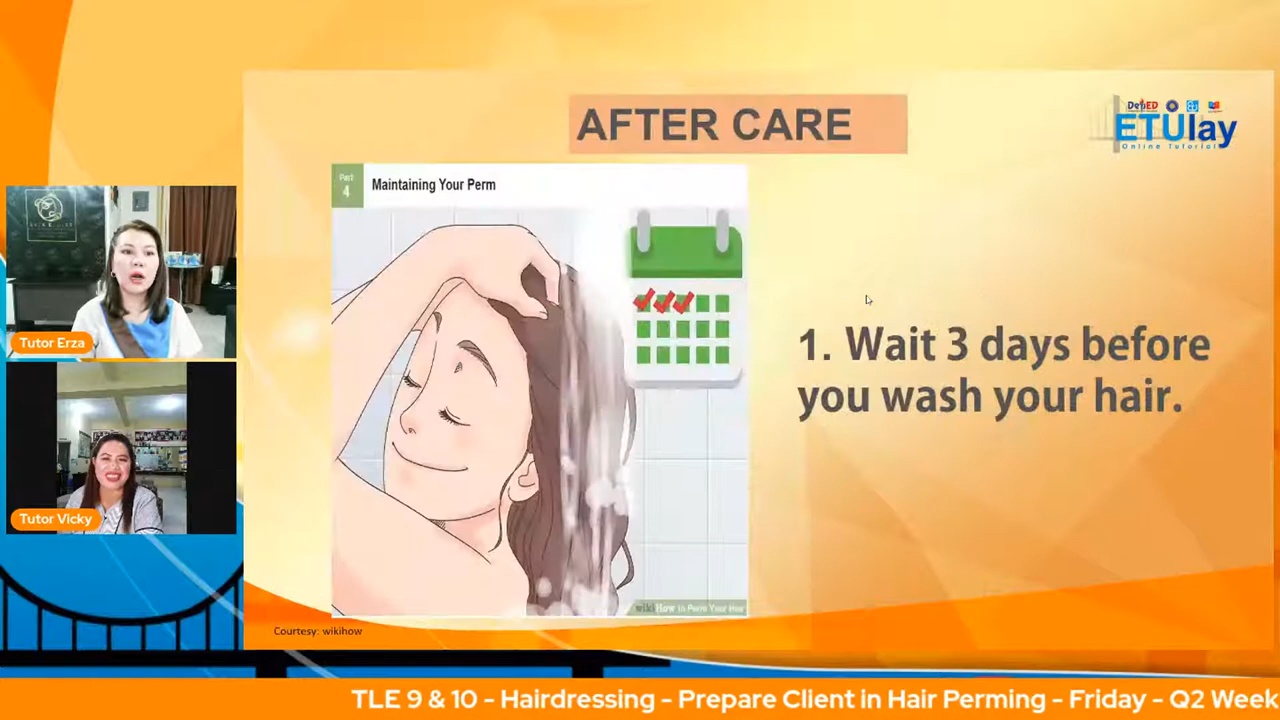 AFTER CARE
DepED
ETUlay
Online Tutorial
Part
4
Maintaining Your Perm
1. Wait 3 days before
you wash your hair.
Tutor Erza
Tutor Vicky
wikiHow to Perm Your Hair
Courtesy: wikihow
TLE 9 & 10 - Hairdressing - Prepare Client in Hair Perming - Friday - Q2 Week